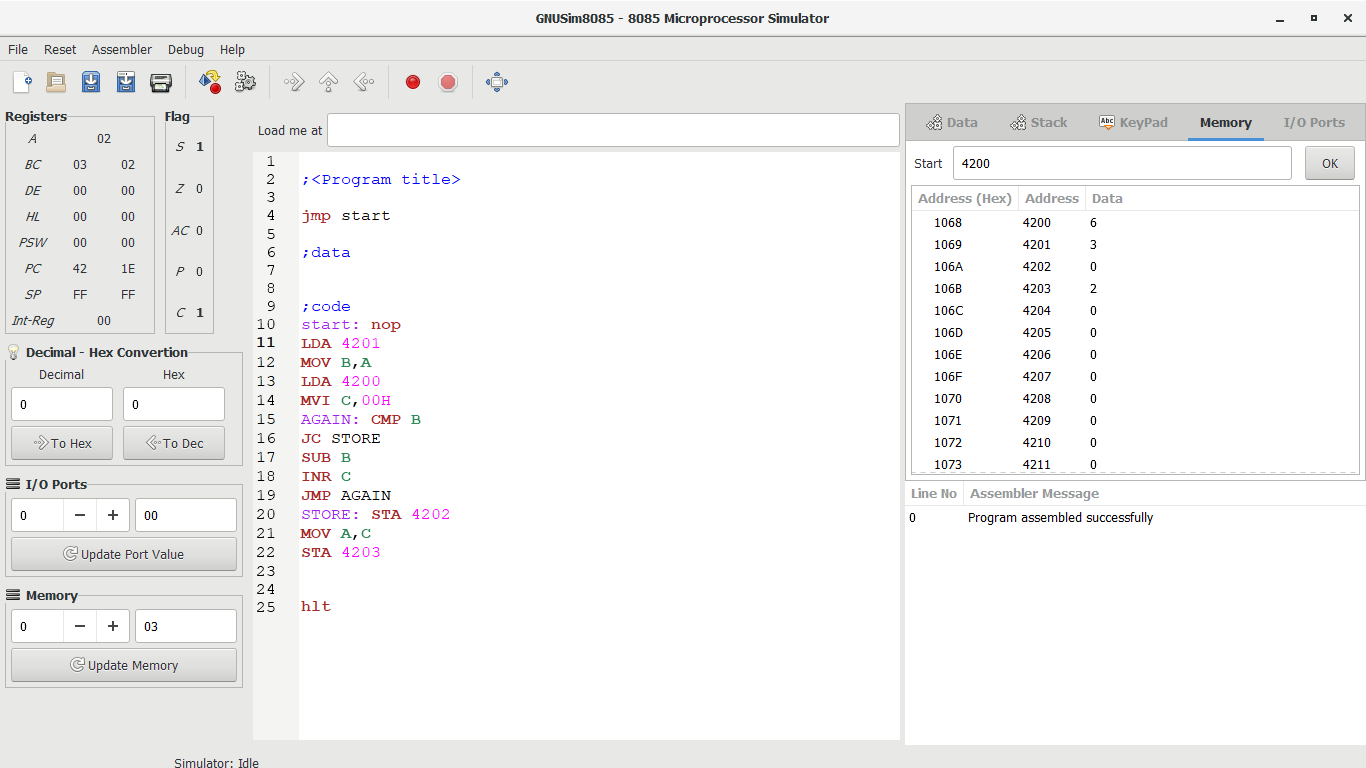 GNUSim8085 - 8085 Microprocessor Simulator
File Reset Assembler Debug Help
Registers
A 02
BC 03 02
DE 00 00
HL 00 00
PSW 00 00
PC 42 1E
SP FF FF
Int-Reg 00
Flag
S 1
Z 0
AC 0
P 0
C 1
Decimal - Hex Convertion
Decimal Hex
0 0
To Hex To Dec
I/O Ports
0 − + 00
Update Port Value
Memory
0 − + 03
Update Memory
Load me at
1
2 ;<Program title>
3
4 jmp start
5
6 ;data
7
8
9 ;code
10 start: nop
11 LDA 4201
12 MOV B,A
13 LDA 4200
14 MVI C,00H
15 AGAIN: CMP B
16 JC STORE
17 SUB B
18 INR C
19 JMP AGAIN
20 STORE: STA 4202
21 MOV A,C
22 STA 4203
23
24
25 hlt
Data Stack Abc KeyPad Memory I/O Ports
Start 4200 OK
Address (Hex) Address Data
1068 4200 6
1069 4201 3
106A 4202 0
106B 4203 2
106C 4204 0
106D 4205 0
106E 4206 0
106F 4207 0
1070 4208 0
1071 4209 0
1072 4210 0
1073 4211 0
Line No Assembler Message
0 Program assembled successfully
Simulator: Idle